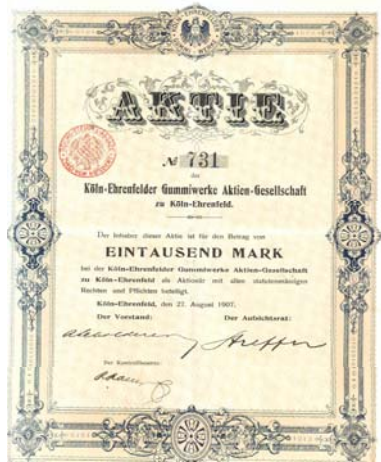 AKTIE
№ 731
der
Köln-Ehrenfelder Gummiwerke Aktien-Gesellschaft
zu Köln-Ehrenfeld.
Der Inhaber dieser Aktie ist für den Betrag von
EINTAUSEND MARK
bei der Köln-Ehrenfelder Gummiwerke Aktien-Gesellschaft
zu Köln-Ehrenfeld als Aktionär mit allen statutenmässigen
Rechten und Pflichten beteiligt.
Köln-Ehrenfeld, den 27. August 1907.
Der Vorstand: Der Aufsichtsrat:
Der Kontrollbeamte: